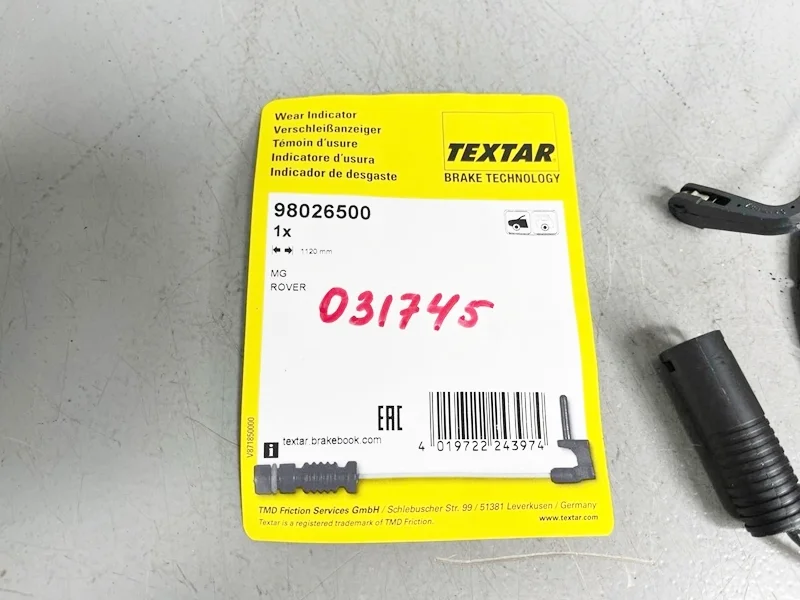 Wear Indicator
Verschleißanzeiger
Témoin d'usure
Indicatore d'usura
Indicador de desgaste
TEXTAR
BRAKE TECHNOLOGY
98026500
1x
1120 mm
MG
ROVER
031745
EAC
textar.brakebook.com
4 019722 243974
V871850000
TMD Friction Services GmbH / Schlebuscher Str. 99 / 51381 Leverkusen / Germany
Textar is a registered trademark of TMD Friction.
www.textar.com